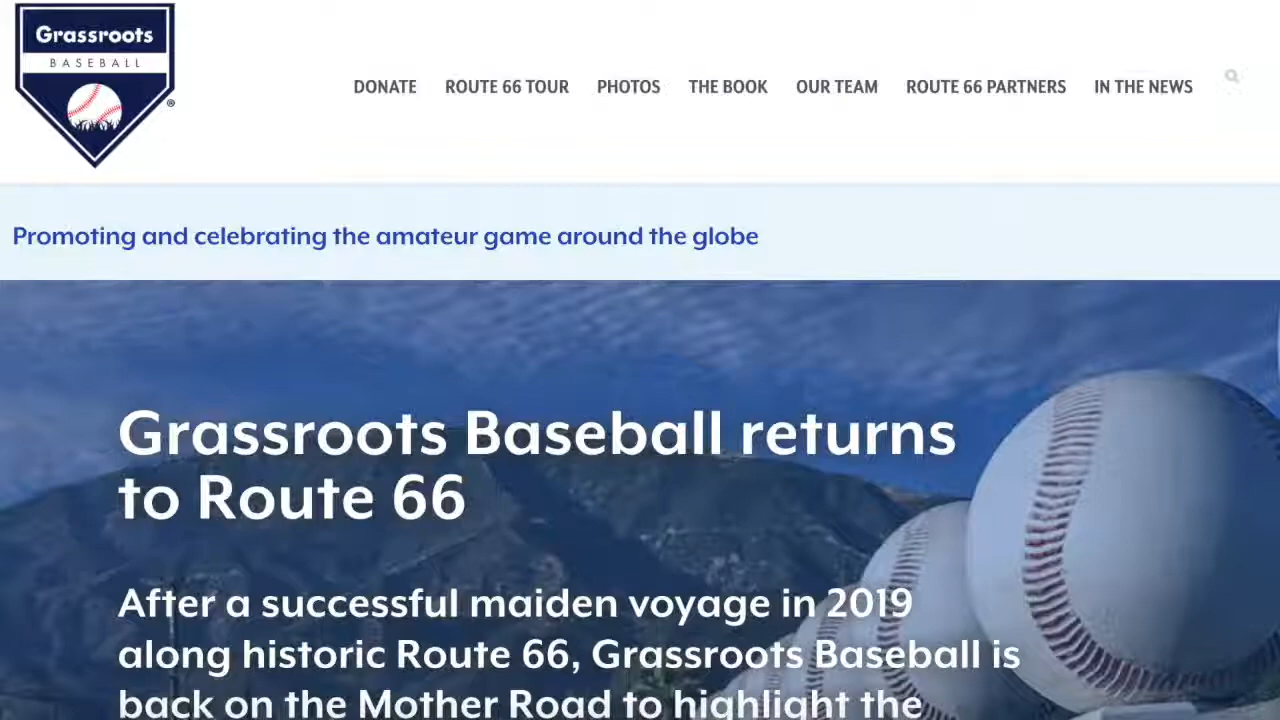 Grassroots
BASEBALL
®
DONATE ROUTE 66 TOUR PHOTOS THE BOOK OUR TEAM ROUTE 66 PARTNERS IN THE NEWS
Promoting and celebrating the amateur game around the globe
Grassroots Baseball returns
to Route 66
After a successful maiden voyage in 2019
along historic Route 66, Grassroots Baseball is
back on the Mother Road to highlight the